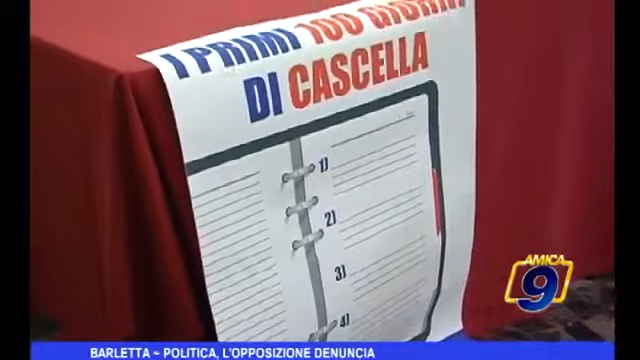 I PRIMI 100 GIORNI
DI CASCELLA
1)
2)
3)
4)
AMICA
9
BARLETTA ~ POLITICA, L'OPPOSIZIONE DENUNCIA